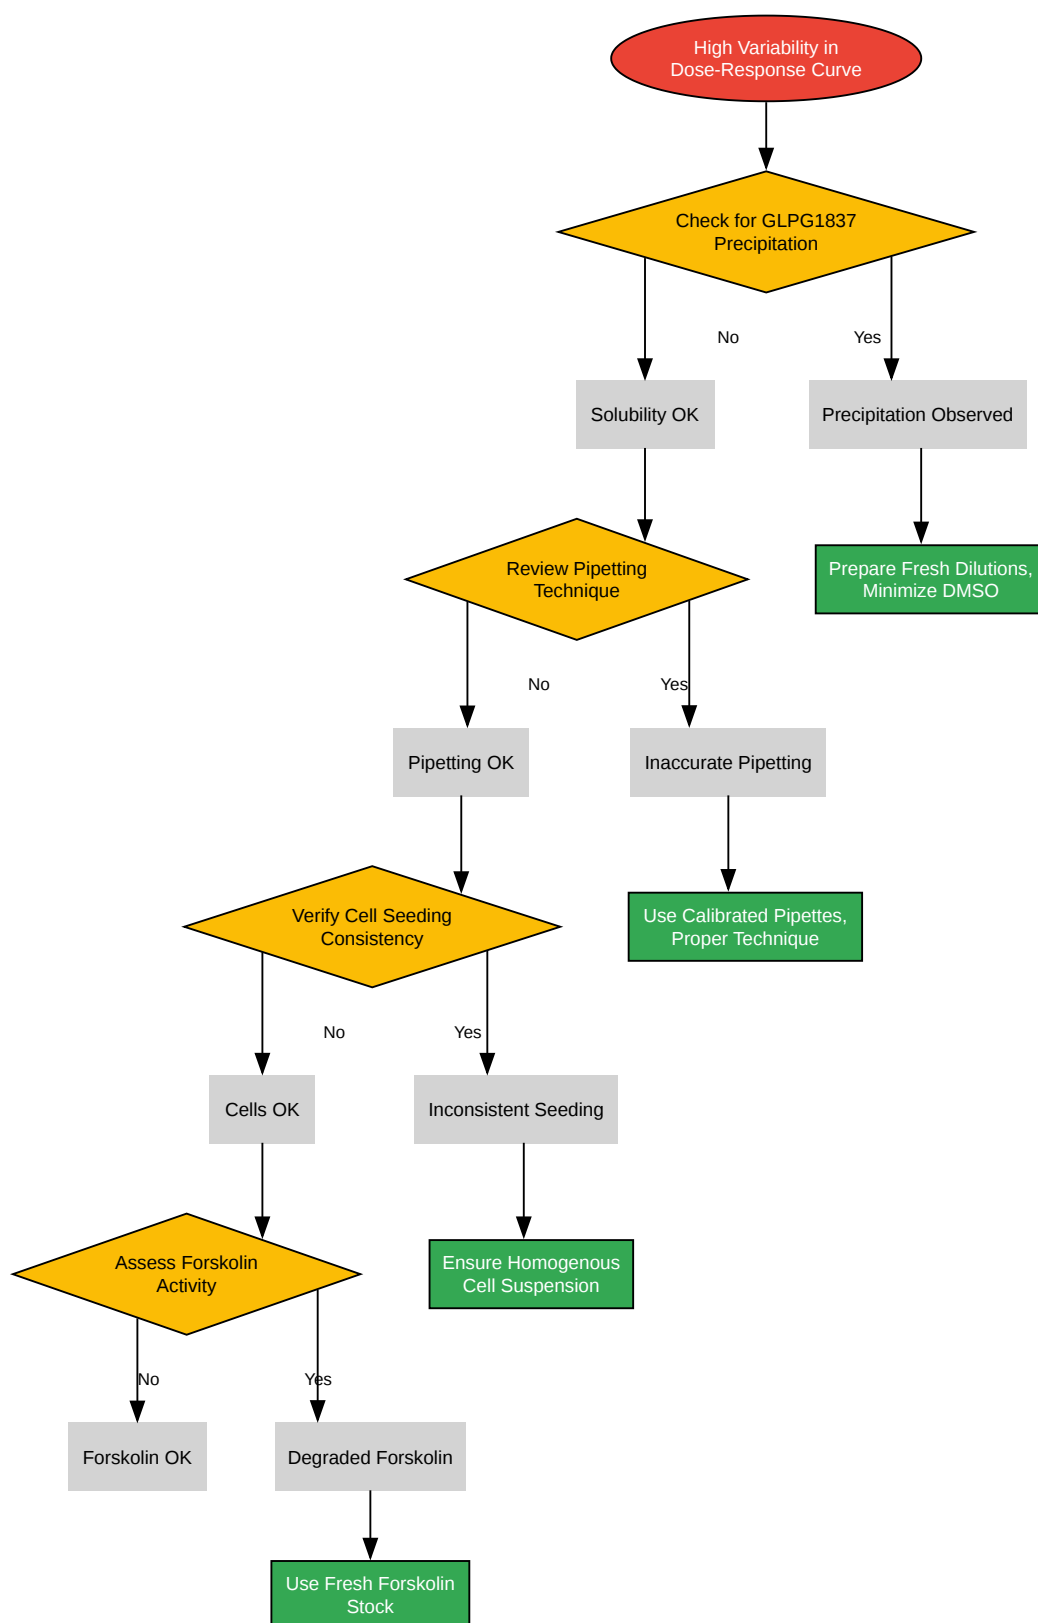 High Variability in
Dose-Response Curve
Check for GLPG1837
Precipitation
No
Yes
Solubility OK
Precipitation Observed
Review Pipetting
Technique
Prepare Fresh Dilutions,
Minimize DMSO
No
Yes
Pipetting OK
Inaccurate Pipetting
Verify Cell Seeding
Consistency
Use Calibrated Pipettes,
Proper Technique
No
Yes
Cells OK
Inconsistent Seeding
Assess Forskolin
Activity
Ensure Homogenous
Cell Suspension
No
Yes
Forskolin OK
Degraded Forskolin
Use Fresh Forskolin
Stock